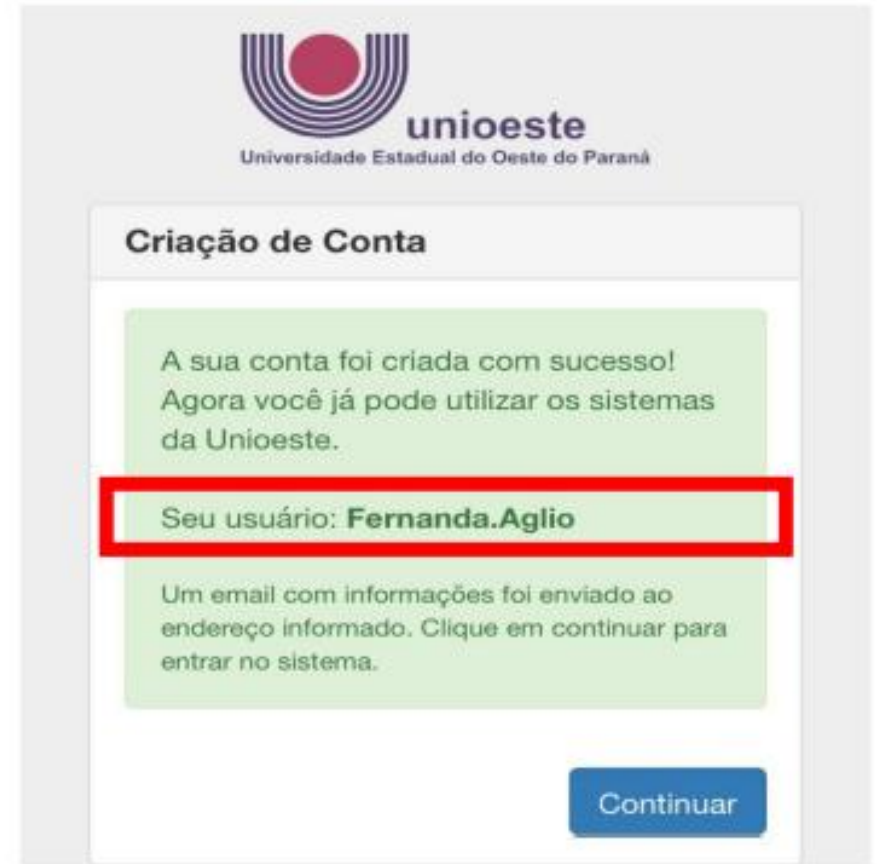 unioeste
Universidade Estadual do Oeste do Paraná
Criação de Conta
A sua conta foi criada com sucesso!
Agora você já pode utilizar os sistemas
da Unioeste.
Seu usuário: Fernanda.Aglio
Um email com informações foi enviado ao
endereço informado. Clique em continuar para
entrar no sistema.
Continuar